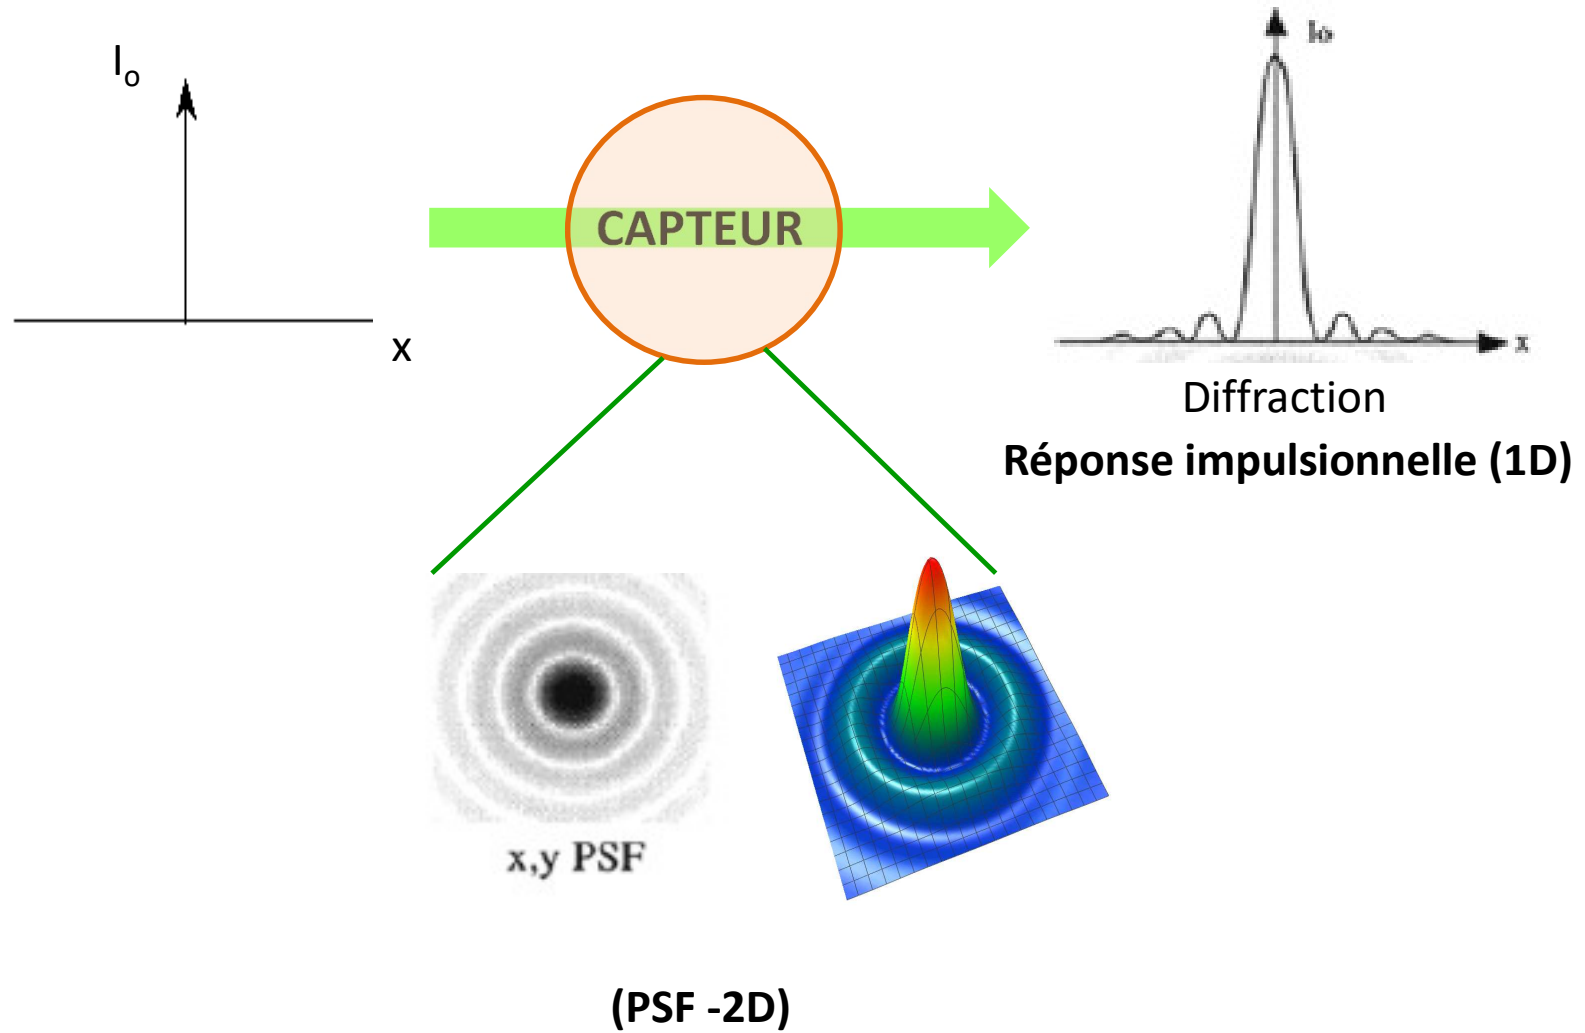 Io
x
CAPTEUR
Io
x
Diffraction
Réponse impulsionnelle (1D)
x,y PSF
(PSF -2D)